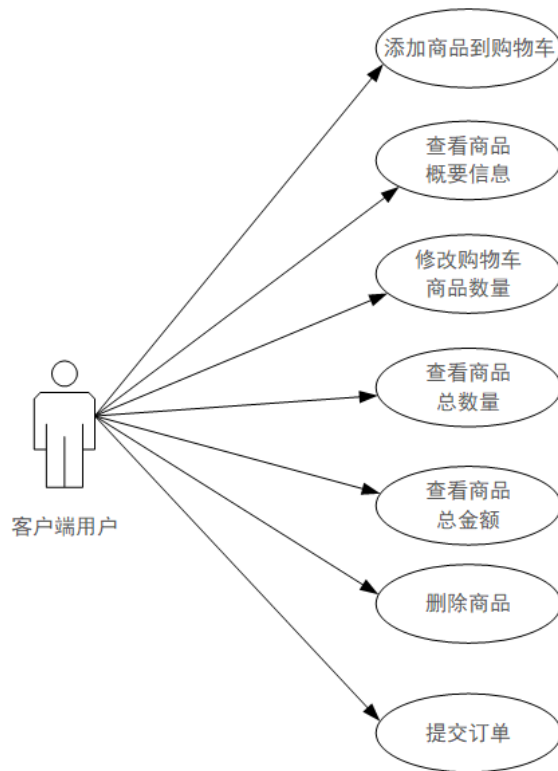 添加商品到购物车
查看商品
概要信息
修改购物车
商品数量
查看商品
总数量
查看商品
总金额
客户端用户
删除商品
提交订单